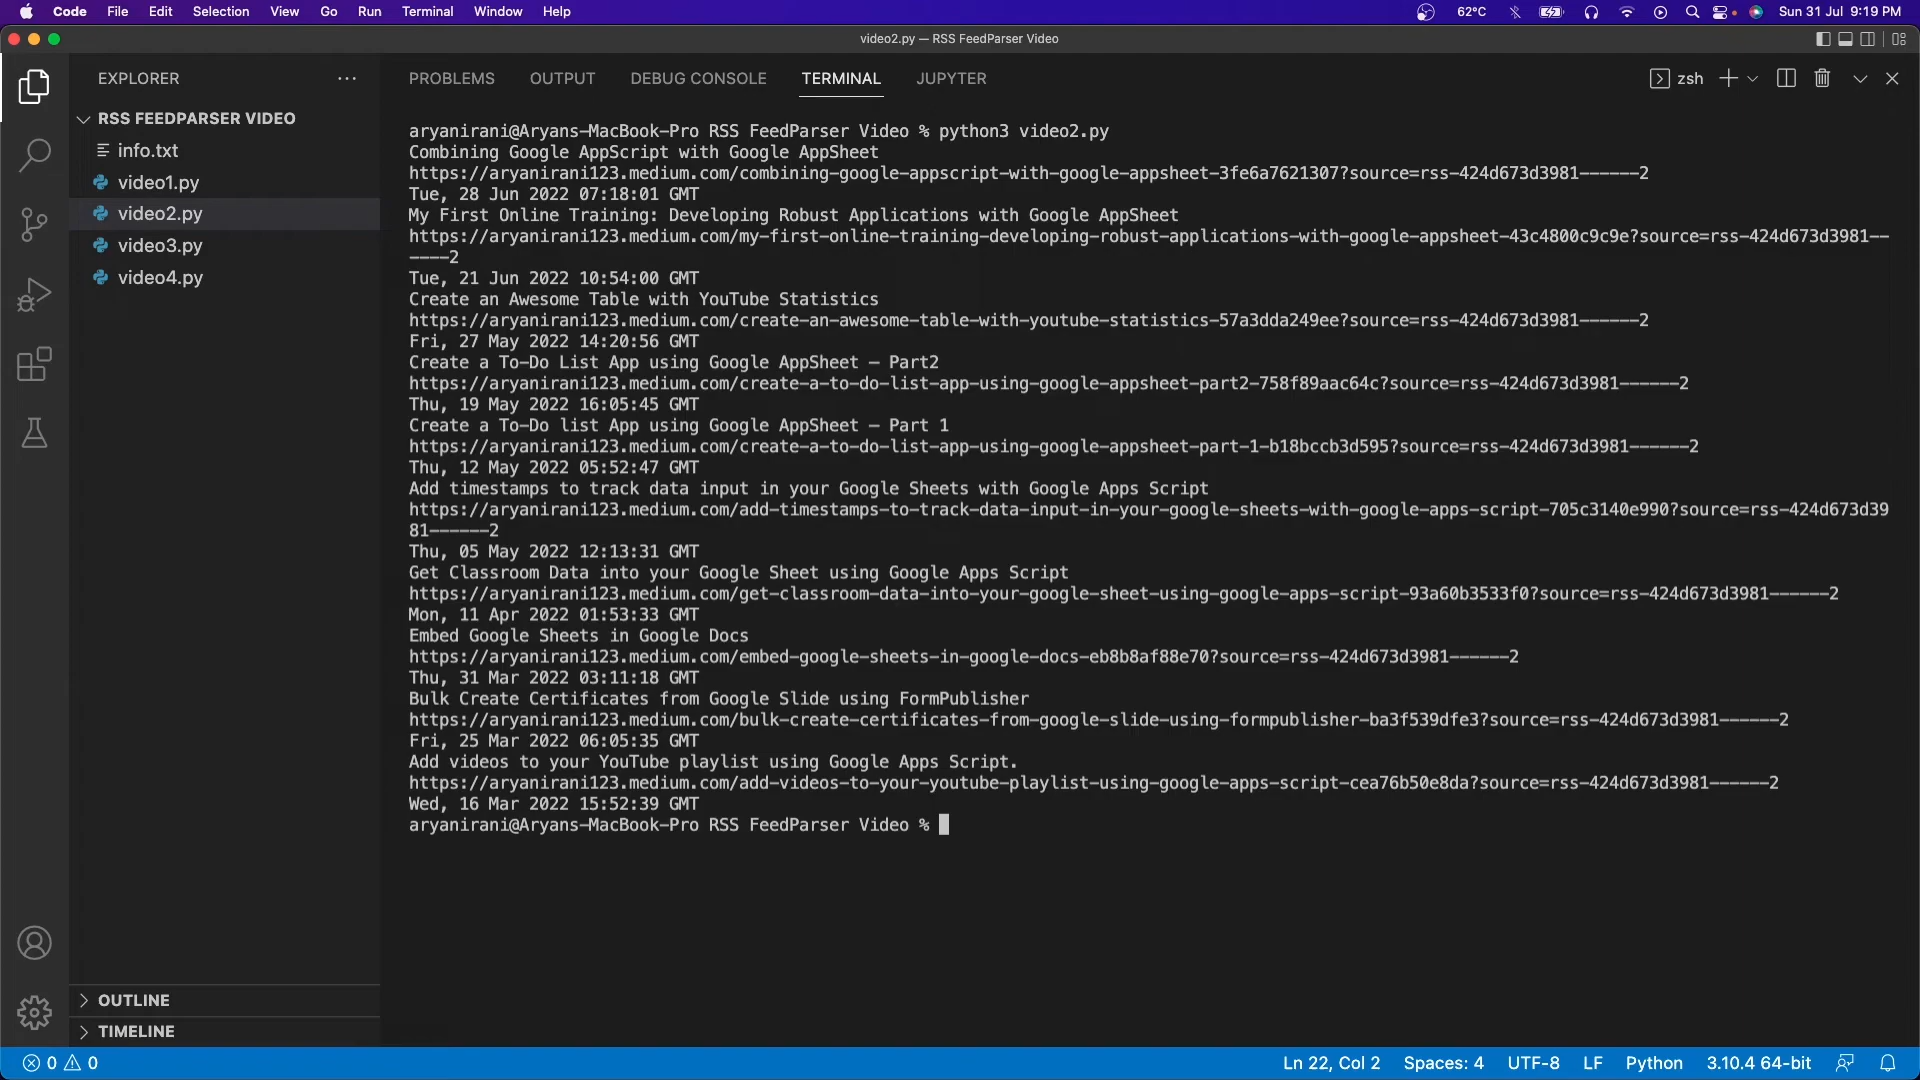 Code File Edit Selection View Go Run Terminal Window Help 62°C Sun 31 Jul 9:19 PM
video2.py — RSS FeedParser Video
EXPLORER
RSS FEEDPARSER VIDEO
info.txt
video1.py
video2.py
video3.py
video4.py
OUTLINE
TIMELINE
PROBLEMS OUTPUT DEBUG CONSOLE TERMINAL JUPYTER zsh
aryanirani@Aryans-MacBook-Pro RSS FeedParser Video % python3 video2.py
Combining Google AppScript with Google AppSheet
https://aryanirani123.medium.com/combining-google-appscript-with-google-appsheet-3fe6a7621307?source=rss-424d673d3981------2
Tue, 28 Jun 2022 07:18:01 GMT
My First Online Training: Developing Robust Applications with Google AppSheet
https://aryanirani123.medium.com/my-first-online-training-developing-robust-applications-with-google-appsheet-43c4800c9c9e?source=rss-424d673d3981--
----2
Tue, 21 Jun 2022 10:54:00 GMT
Create an Awesome Table with YouTube Statistics
https://aryanirani123.medium.com/create-an-awesome-table-with-youtube-statistics-57a3dda249ee?source=rss-424d673d3981------2
Fri, 27 May 2022 14:20:56 GMT
Create a To-Do List App using Google AppSheet — Part2
https://aryanirani123.medium.com/create-a-to-do-list-app-using-google-appsheet-part2-758f89aac64c?source=rss-424d673d3981------2
Thu, 19 May 2022 16:05:45 GMT
Create a To-Do list App using Google AppSheet — Part 1
https://aryanirani123.medium.com/create-a-to-do-list-app-using-google-appsheet-part-1-b18bccb3d595?source=rss-424d673d3981------2
Thu, 12 May 2022 05:52:47 GMT
Add timestamps to track data input in your Google Sheets with Google Apps Script
https://aryanirani123.medium.com/add-timestamps-to-track-data-input-in-your-google-sheets-with-google-apps-script-705c3140e990?source=rss-424d673d39
81------2
Thu, 05 May 2022 12:13:31 GMT
Get Classroom Data into your Google Sheet using Google Apps Script
https://aryanirani123.medium.com/get-classroom-data-into-your-google-sheet-using-google-apps-script-93a60b3533f0?source=rss-424d673d3981------2
Mon, 11 Apr 2022 01:53:33 GMT
Embed Google Sheets in Google Docs
https://aryanirani123.medium.com/embed-google-sheets-in-google-docs-eb8b8af88e70?source=rss-424d673d3981------2
Thu, 31 Mar 2022 03:11:18 GMT
Bulk Create Certificates from Google Slide using FormPublisher
https://aryanirani123.medium.com/bulk-create-certificates-from-google-slide-using-formpublisher-ba3f539dfe3?source=rss-424d673d3981------2
Fri, 25 Mar 2022 06:05:35 GMT
Add videos to your YouTube playlist using Google Apps Script.
https://aryanirani123.medium.com/add-videos-to-your-youtube-playlist-using-google-apps-script-cea76b50e8da?source=rss-424d673d3981------2
Wed, 16 Mar 2022 15:52:39 GMT
aryanirani@Aryans-MacBook-Pro RSS FeedParser Video %
0 0 Ln 22, Col 2 Spaces: 4 UTF-8 LF Python 3.10.4 64-bit